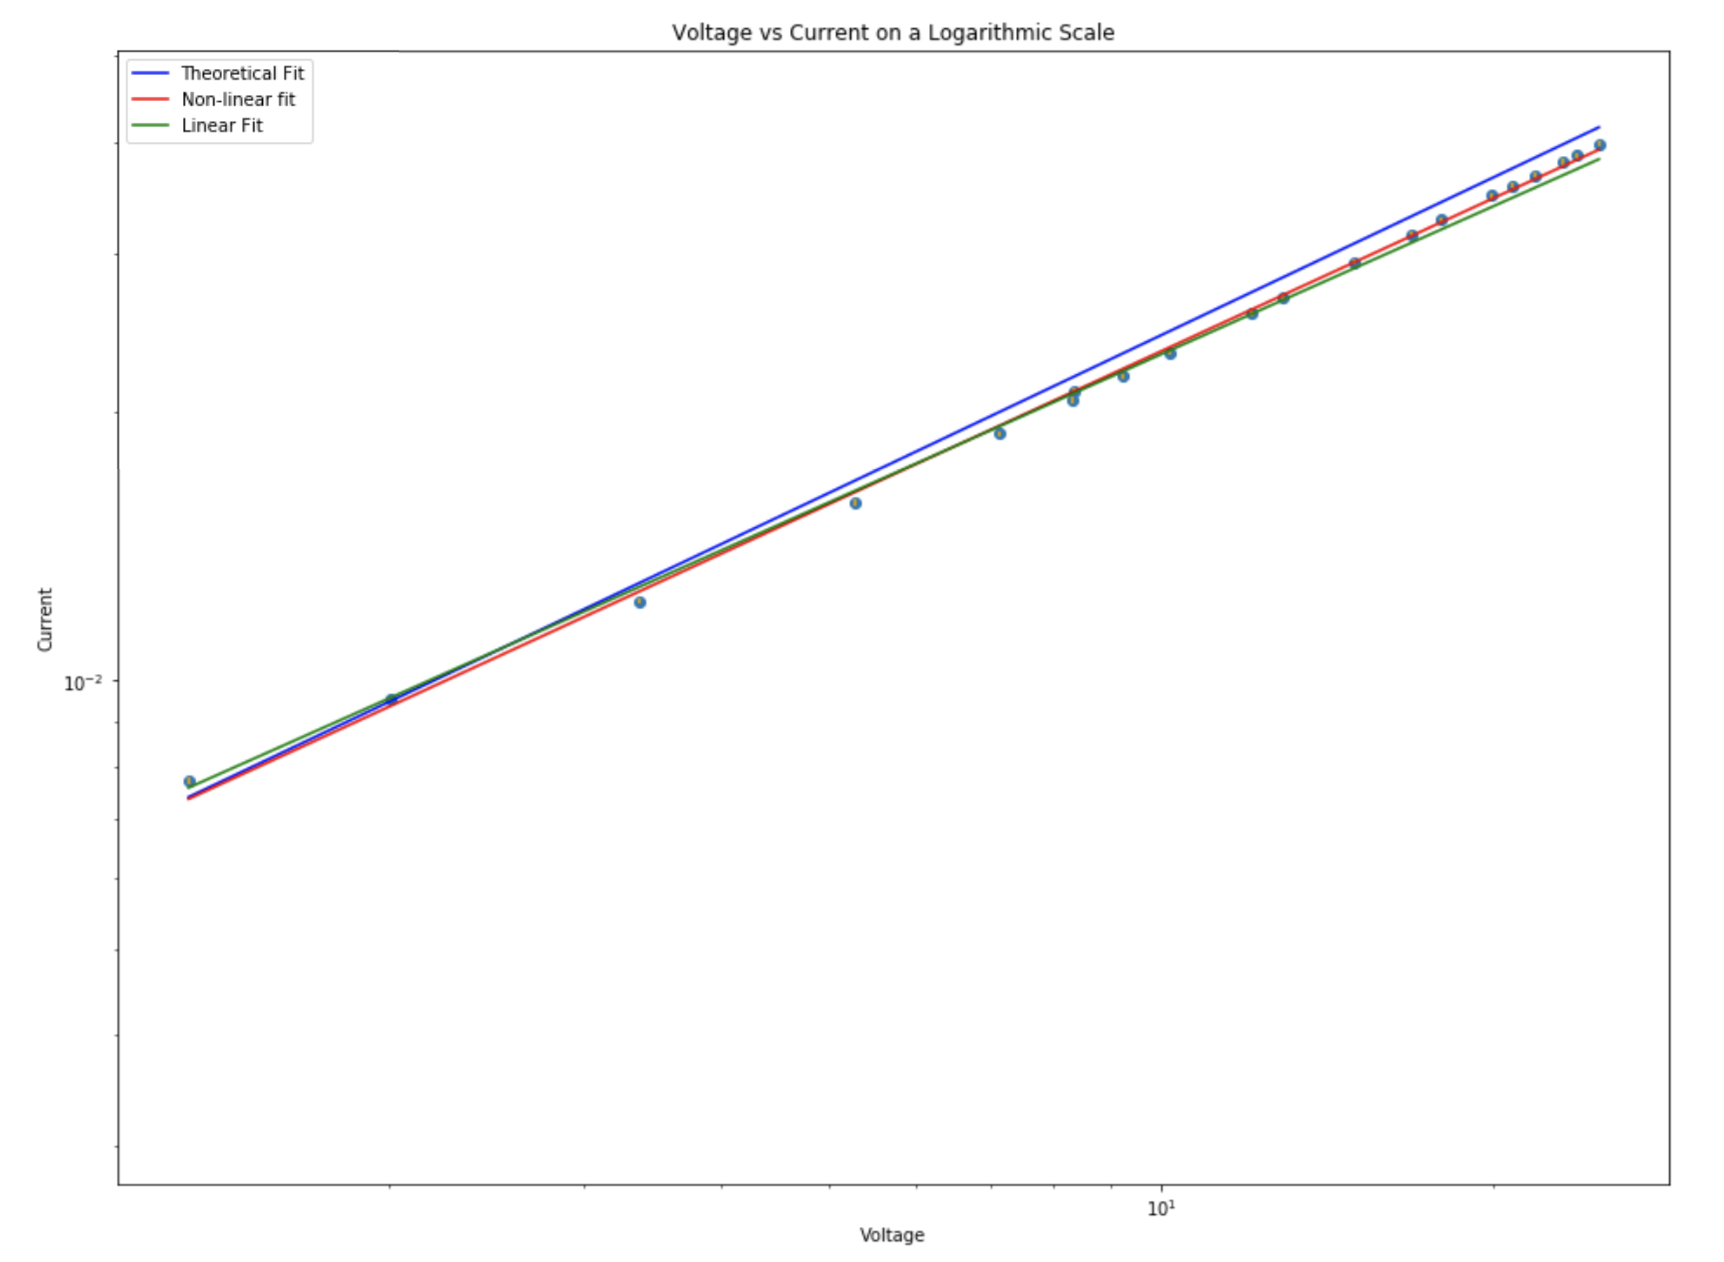 Voltage vs Current on a Logarithmic Scale
Theoretical Fit
Non-linear fit
Linear Fit
Current
10⁻²
10¹
Voltage